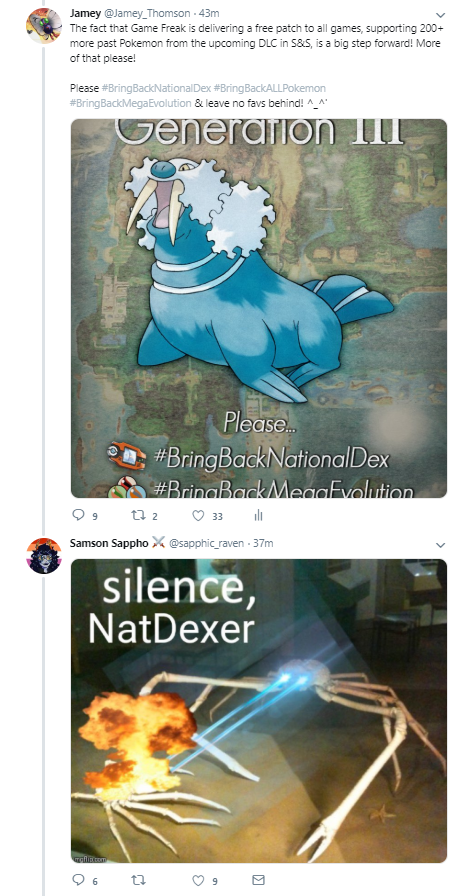 Jamey @Jamey_Thomson · 43m
The fact that Game Freak is delivering a free patch to all games, supporting 200+
more past Pokemon from the upcoming DLC in S&S, is a big step forward! More
of that please!
Please #BringBackNationalDex #BringBackALLPokemon
#BringBackMegaEvolution & leave no favs behind! ^_^'
Generation III
Please...
#BringBackNationalDex
#BringBackMegaEvolution
9 2 33
Samson Sappho ⚔ @sapphic_raven · 37m
silence,
NatDexer
imgflip.com
6 9